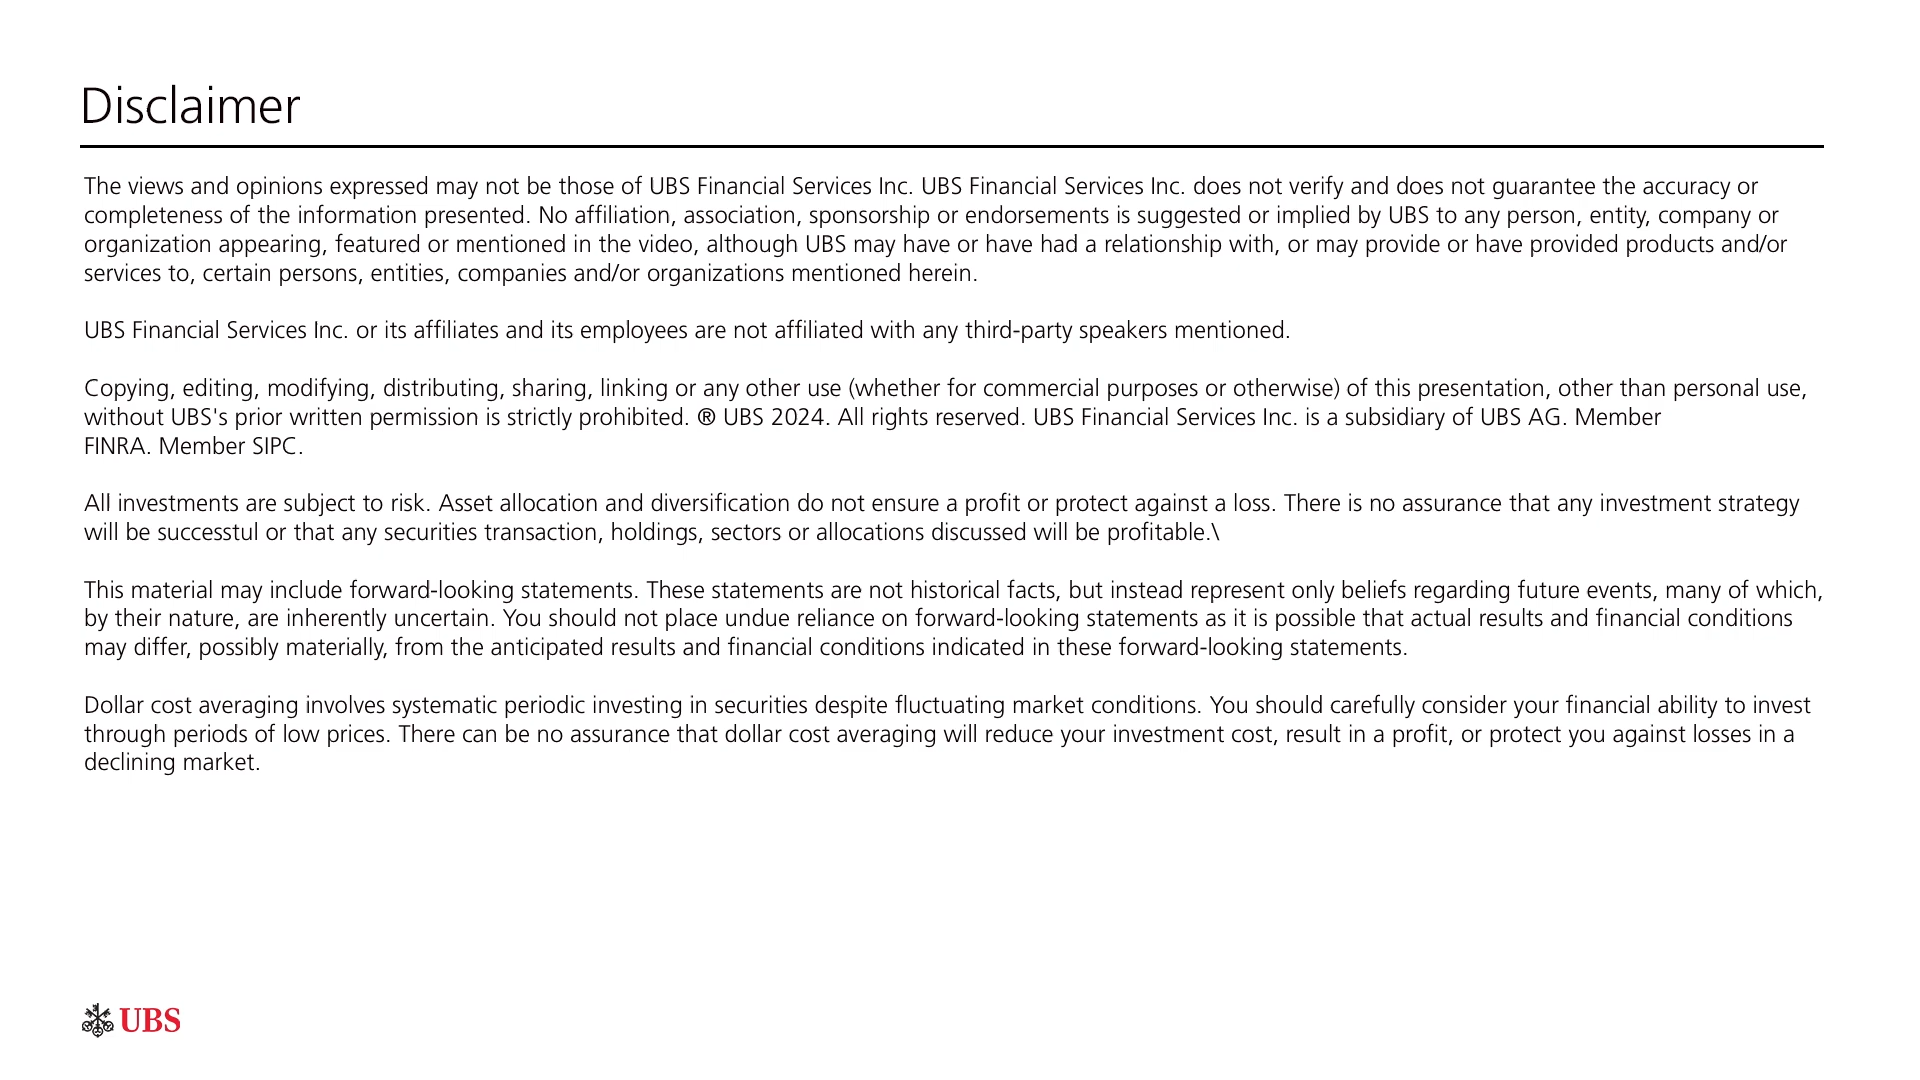 Disclaimer
The views and opinions expressed may not be those of UBS Financial Services Inc. UBS Financial Services Inc. does not verify and does not guarantee the accuracy or
completeness of the information presented. No affiliation, association, sponsorship or endorsements is suggested or implied by UBS to any person, entity, company or
organization appearing, featured or mentioned in the video, although UBS may have or have had a relationship with, or may provide or have provided products and/or
services to, certain persons, entities, companies and/or organizations mentioned herein.
UBS Financial Services Inc. or its affiliates and its employees are not affiliated with any third-party speakers mentioned.
Copying, editing, modifying, distributing, sharing, linking or any other use (whether for commercial purposes or otherwise) of this presentation, other than personal use,
without UBS's prior written permission is strictly prohibited. ® UBS 2024. All rights reserved. UBS Financial Services Inc. is a subsidiary of UBS AG. Member
FINRA. Member SIPC.
All investments are subject to risk. Asset allocation and diversification do not ensure a profit or protect against a loss. There is no assurance that any investment strategy
will be successtul or that any securities transaction, holdings, sectors or allocations discussed will be profitable.\
This material may include forward-looking statements. These statements are not historical facts, but instead represent only beliefs regarding future events, many of which,
by their nature, are inherently uncertain. You should not place undue reliance on forward-looking statements as it is possible that actual results and financial conditions
may differ, possibly materially, from the anticipated results and financial conditions indicated in these forward-looking statements.
Dollar cost averaging involves systematic periodic investing in securities despite fluctuating market conditions. You should carefully consider your financial ability to invest
through periods of low prices. There can be no assurance that dollar cost averaging will reduce your investment cost, result in a profit, or protect you against losses in a
declining market.
UBS